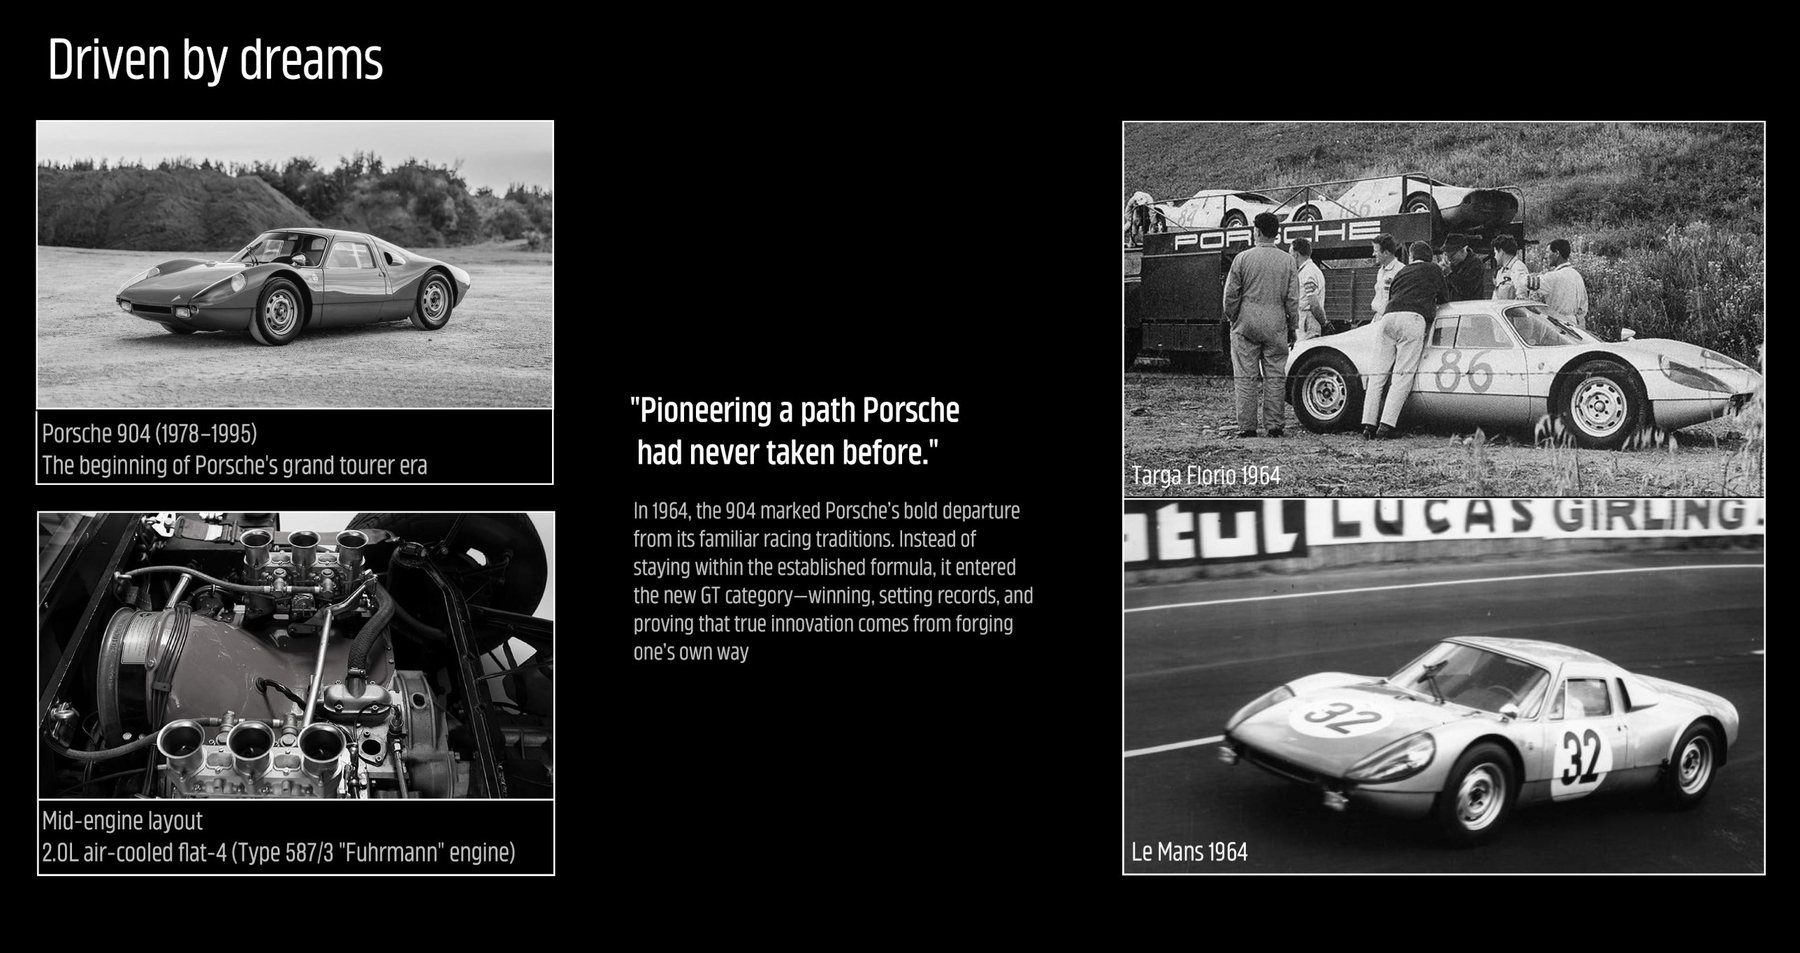 Driven by dreams
Porsche 904 (1978–1995)
The beginning of Porsche's grand tourer era
Mid-engine layout
2.0L air-cooled flat-4 (Type 587/3 "Fuhrmann" engine)
"Pioneering a path Porsche
had never taken before."
In 1964, the 904 marked Porsche's bold departure
from its familiar racing traditions. Instead of
staying within the established formula, it entered
the new GT category—winning, setting records, and
proving that true innovation comes from forging
one's own way
86
PORSCHE
86
Targa Florio 1964
LUCAS GIRLING.
32
32
Le Mans 1964